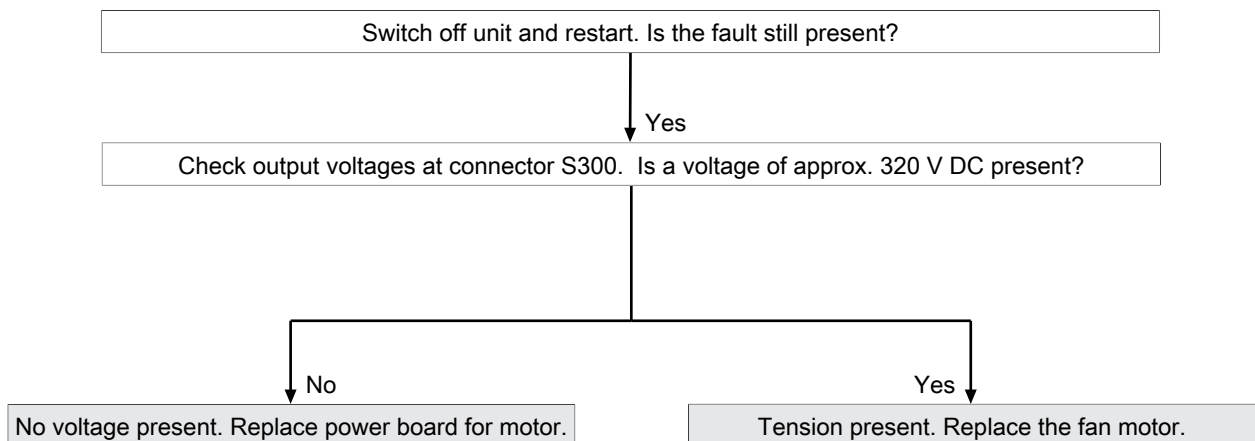 Switch off unit and restart. Is the fault still present?
Yes
Check output voltages at connector S300.  Is a voltage of approx. 320 V DC present?
No
Yes
No voltage present. Replace power board for motor.
Tension present. Replace the fan motor.